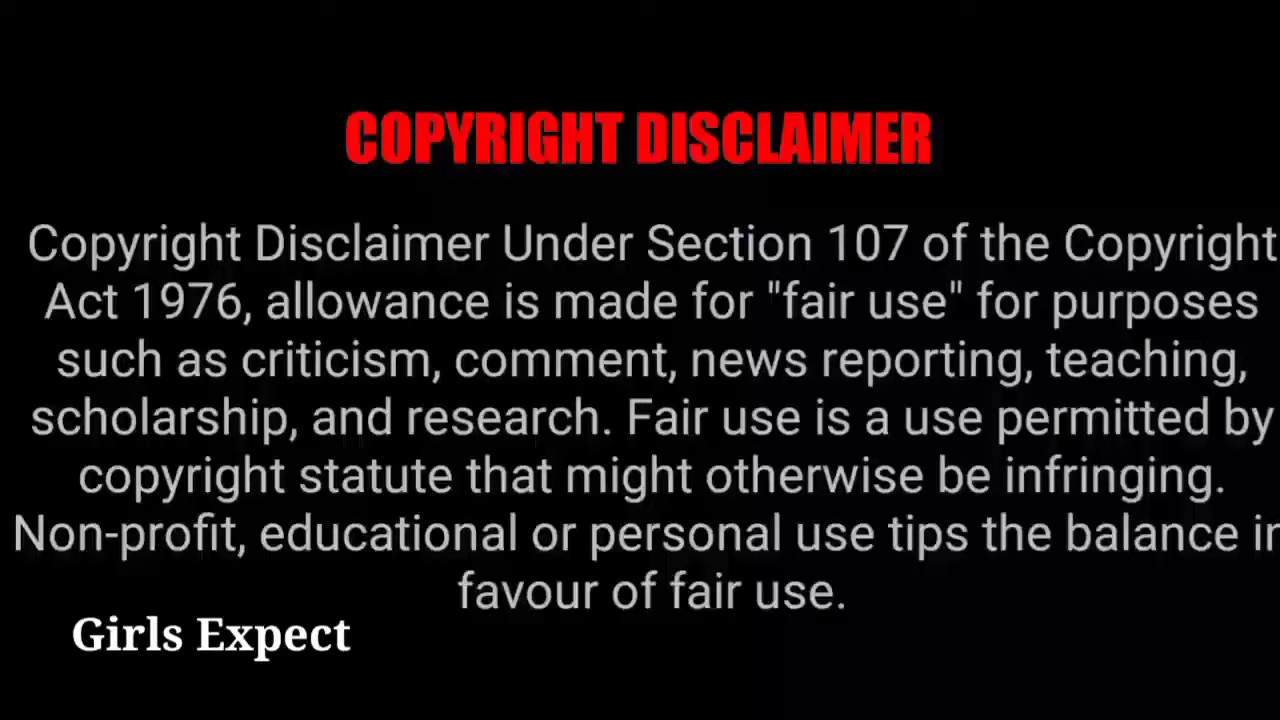 COPYRIGHT DISCLAIMER
Copyright Disclaimer Under Section 107 of the Copyright
Act 1976, allowance is made for "fair use" for purposes
such as criticism, comment, news reporting, teaching,
scholarship, and research. Fair use is a use permitted by
copyright statute that might otherwise be infringing.
Non-profit, educational or personal use tips the balance in
favour of fair use.
Girls Expect